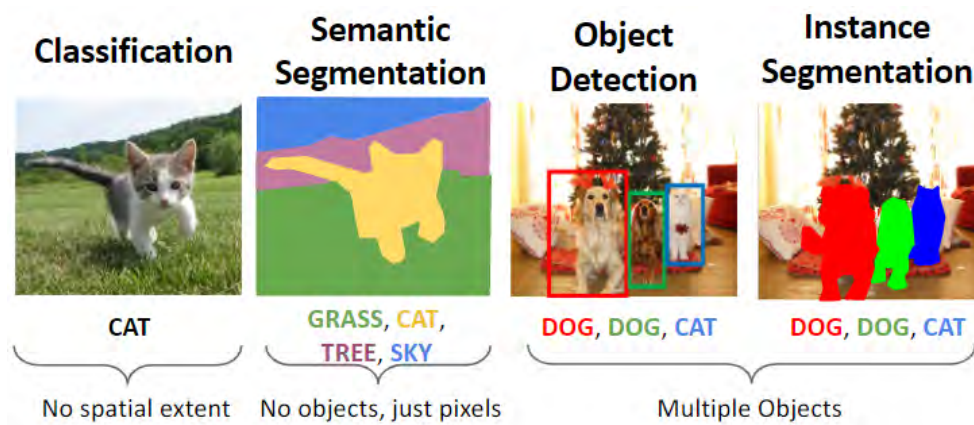 Classification
Semantic
Segmentation
Object
Detection
Instance
Segmentation
CAT
GRASS, CAT,
TREE, SKY
DOG, DOG, CAT
DOG, DOG, CAT
No spatial extent
No objects, just pixels
Multiple Objects